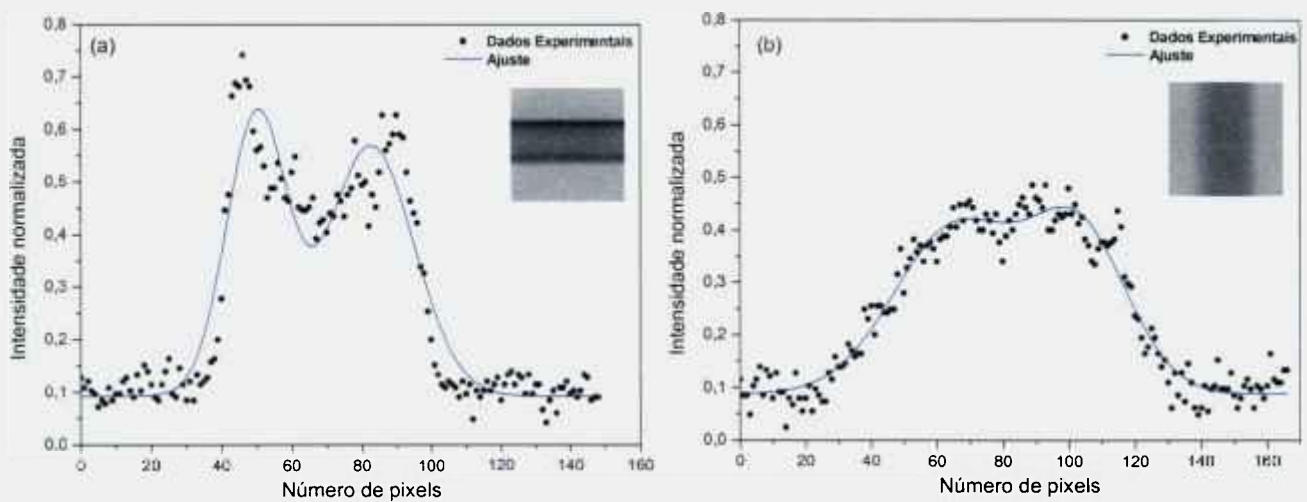 (a)
Dados Experimentais
Ajuste
Intensidade normalizada
0,8
0,7
0,6
0,5
0,4
0,3
0,2
0,1
0,0
0 20 40 60 80 100 120 140 160
Número de pixels
(b)
Dados Experimentais
Ajuste
Intensidade normalizada
0,8
0,7
0,6
0,5
0,4
0,3
0,2
0,1
0,0
0 20 40 60 80 100 120 140 160
Número de pixels